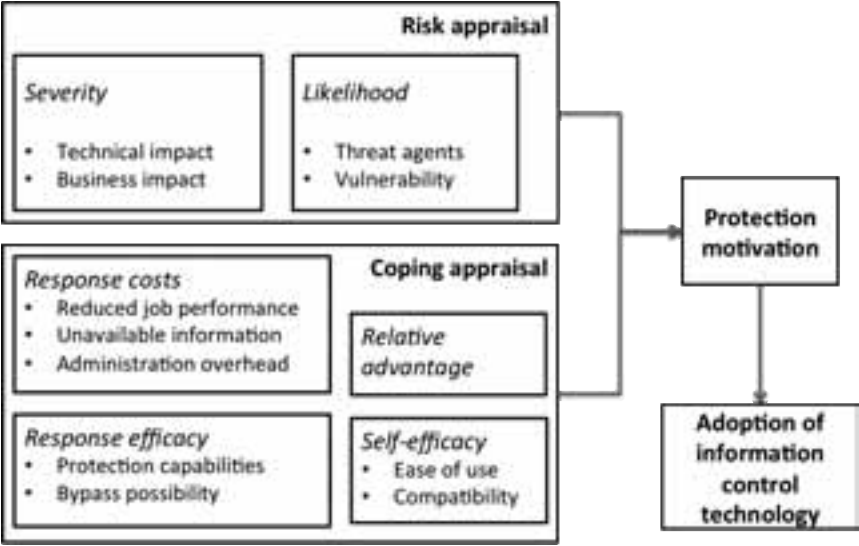 Risk appraisal
Severity
• Technical impact
• Business impact
Likelihood
• Threat agents
• Vulnerability
Coping appraisal
Response costs
• Reduced job performance
• Unavailable information
• Administration overhead
Relative
advantage
Response efficacy
• Protection capabilities
• Bypass possibility
Self-efficacy
• Ease of use
• Compatibility
Protection
motivation
Adoption of
information
control
technology